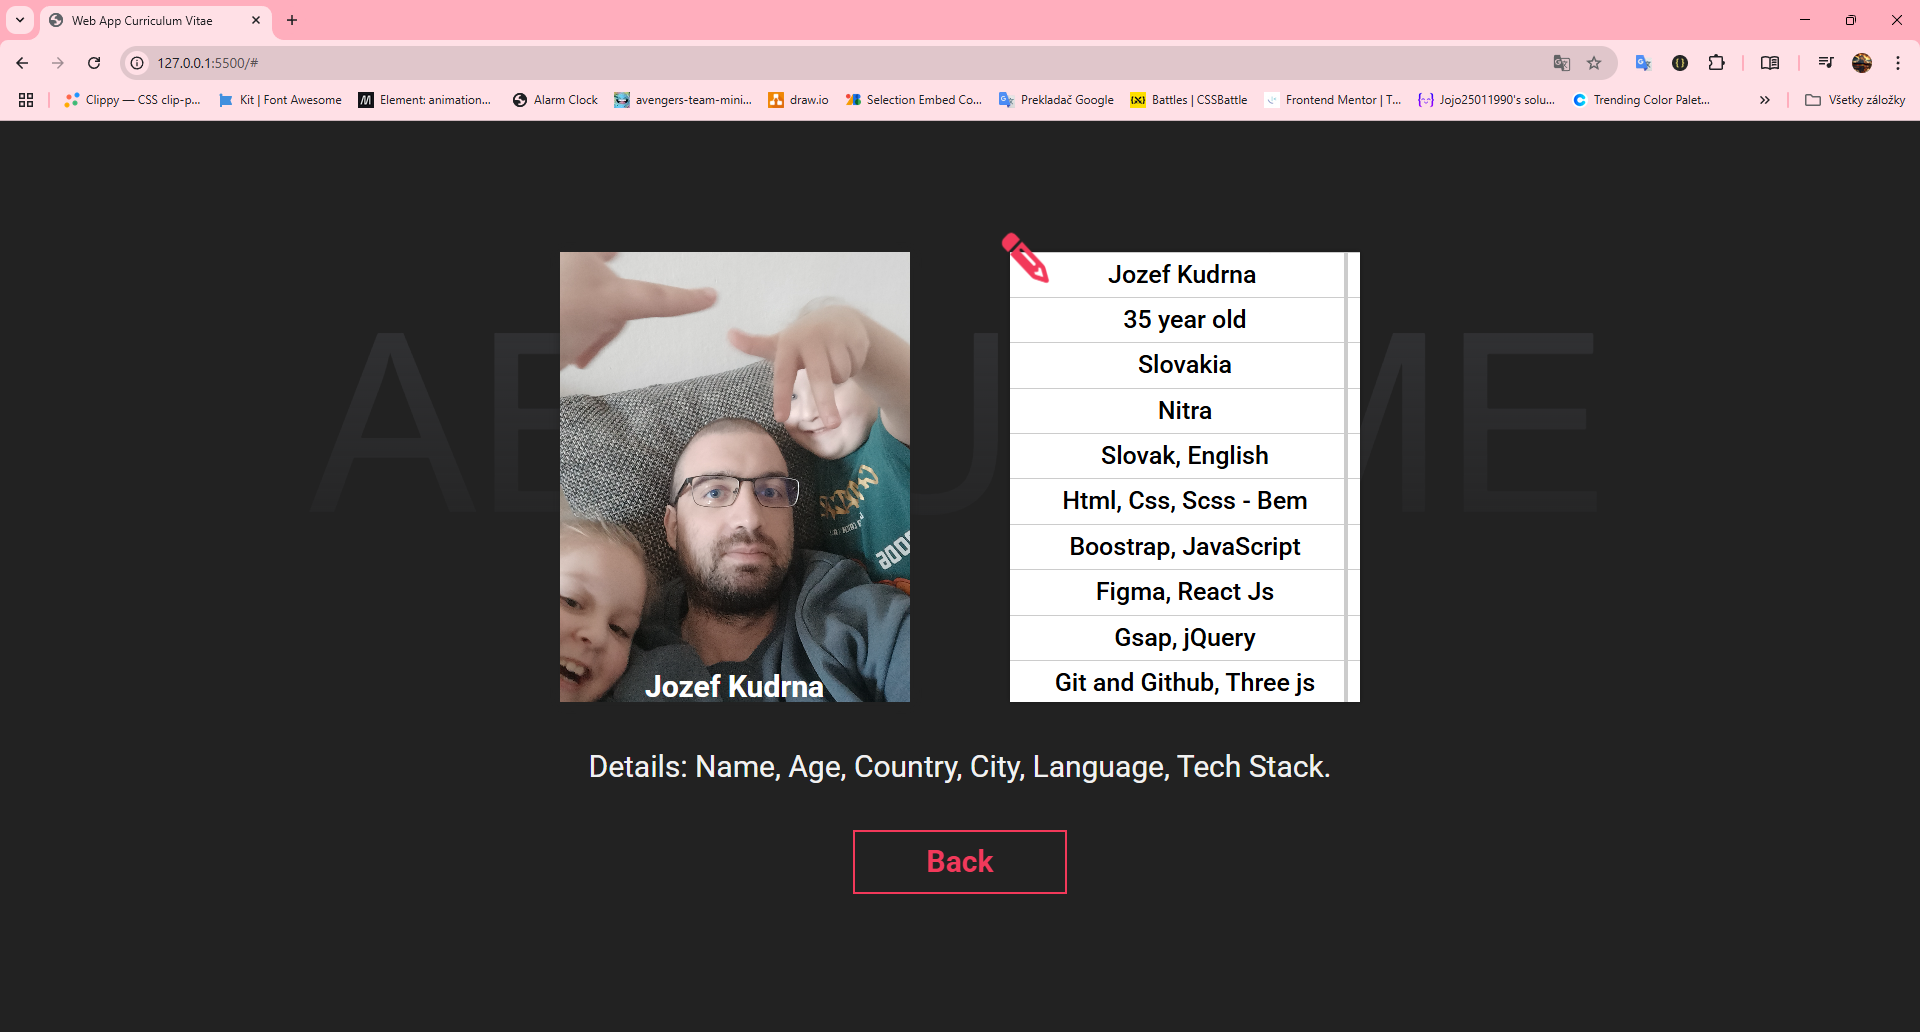 Web App Curriculum Vitae
127.0.0.1:5500/#
Clippy — CSS clip-p...
Kit | Font Awesome
Element: animation...
Alarm Clock
avengers-team-mini...
draw.io
Selection Embed Co...
Prekladač Google
Battles | CSSBattle
Frontend Mentor | T...
Jojo25011990's solu...
Trending Color Palet...
Všetky záložky
Jozef Kudrna
Jozef Kudrna
35 year old
Slovakia
Nitra
Slovak, English
Html, Css, Scss - Bem
Boostrap, JavaScript
Figma, React Js
Gsap, jQuery
Git and Github, Three js
Details: Name, Age, Country, City, Language, Tech Stack.
Back